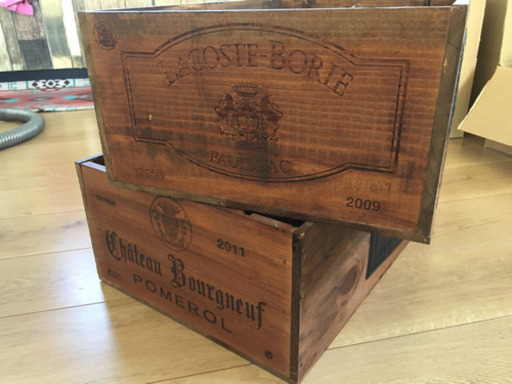 LACOSTE-BORIE
PAUILLAC
2009
2011
Château Bourgneuf
POMEROL